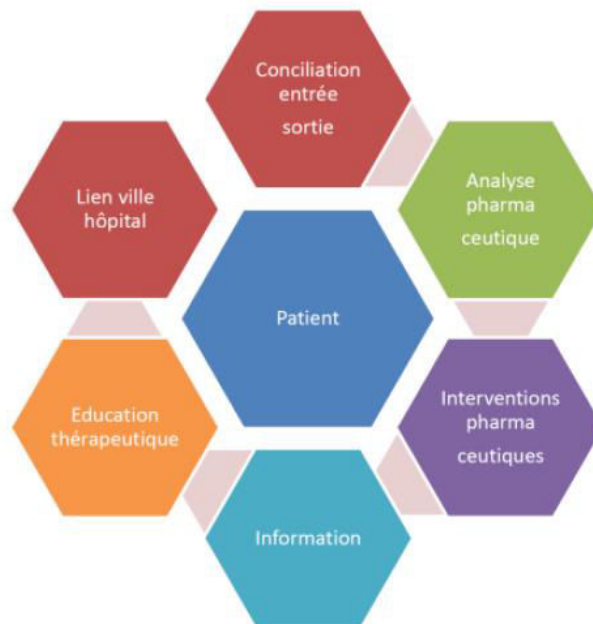 Conciliation
entrée
sortie
Analyse
pharma
ceutique
Lien ville
hôpital
Patient
Interventions
pharma
ceutiques
Education
thérapeutique
Information